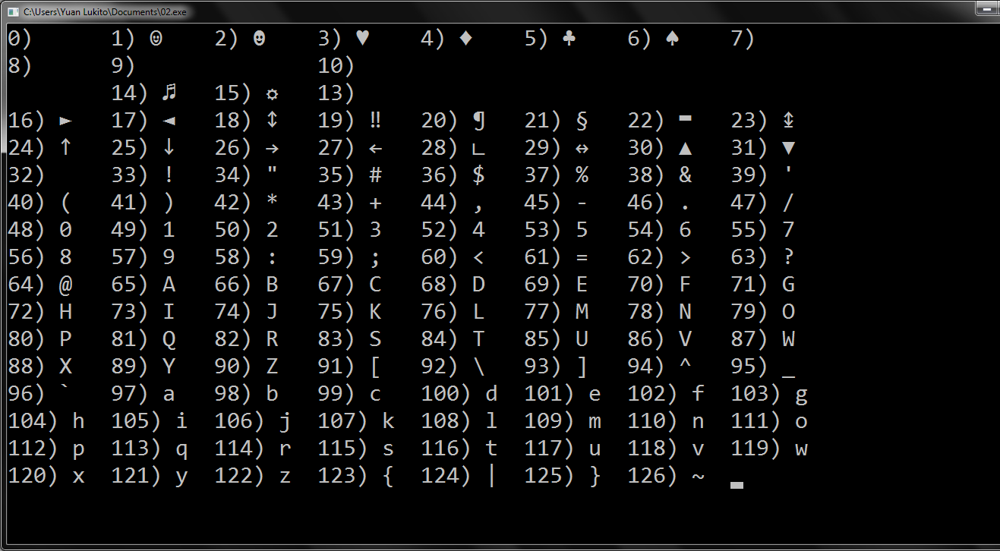 C:\Users\Yuan Lukito\Documents\02.exe
0) 1) ☺ 2) ☻ 3) ♥ 4) ♦ 5) ♣ 6) ♠ 7)
8) 9) 10)
14) ♬ 15) ☼ 13)
16) ► 17) ◄ 18) ↕ 19) ‼ 20) ¶ 21) § 22) ▬ 23) ↨
24) ↑ 25) ↓ 26) → 27) ← 28) ∟ 29) ↔ 30) ▲ 31) ▼
32) 33) ! 34) " 35) # 36) $ 37) % 38) & 39) '
40) ( 41) ) 42) * 43) + 44) , 45) - 46) . 47) /
48) 0 49) 1 50) 2 51) 3 52) 4 53) 5 54) 6 55) 7
56) 8 57) 9 58) : 59) ; 60) < 61) = 62) > 63) ?
64) @ 65) A 66) B 67) C 68) D 69) E 70) F 71) G
72) H 73) I 74) J 75) K 76) L 77) M 78) N 79) O
80) P 81) Q 82) R 83) S 84) T 85) U 86) V 87) W
88) X 89) Y 90) Z 91) [ 92) \ 93) ] 94) ^ 95) _
96) ` 97) a 98) b 99) c 100) d 101) e 102) f 103) g
104) h 105) i 106) j 107) k 108) l 109) m 110) n 111) o
112) p 113) q 114) r 115) s 116) t 117) u 118) v 119) w
120) x 121) y 122) z 123) { 124) | 125) } 126) ~